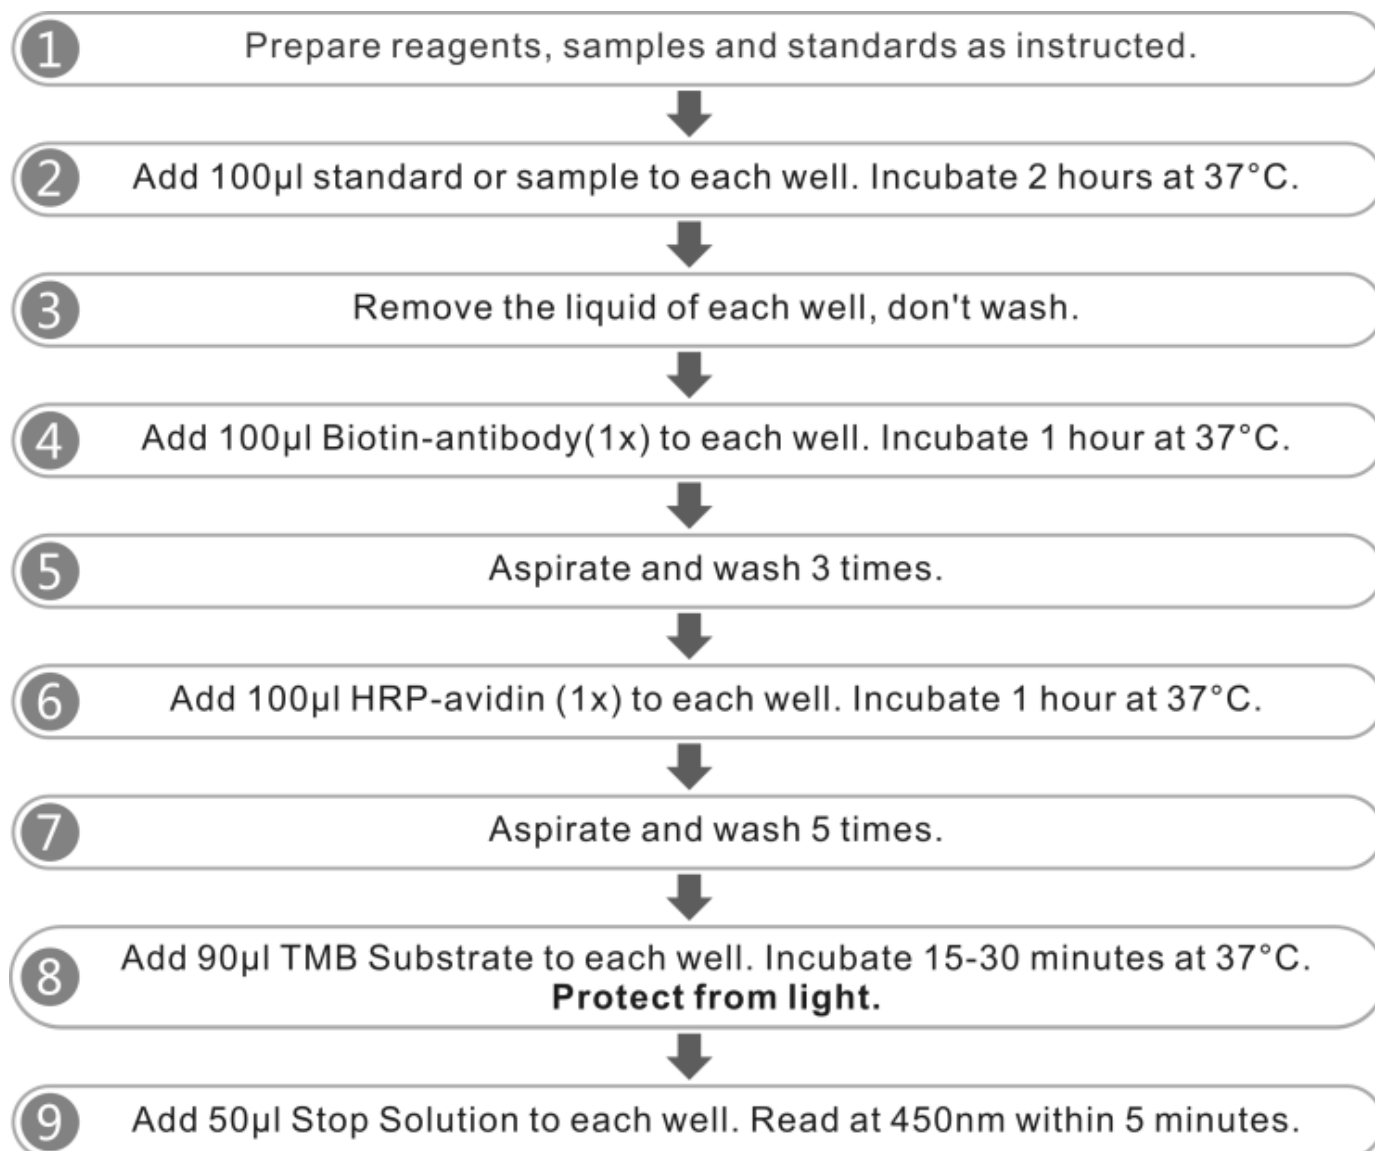 1 Prepare reagents, samples and standards as instructed.
2 Add 100µl standard or sample to each well. Incubate 2 hours at 37°C.
3 Remove the liquid of each well, don't wash.
4 Add 100µl Biotin-antibody(1x) to each well. Incubate 1 hour at 37°C.
5 Aspirate and wash 3 times.
6 Add 100µl HRP-avidin (1x) to each well. Incubate 1 hour at 37°C.
7 Aspirate and wash 5 times.
8 Add 90µl TMB Substrate to each well. Incubate 15-30 minutes at 37°C.
Protect from light.
9 Add 50µl Stop Solution to each well. Read at 450nm within 5 minutes.